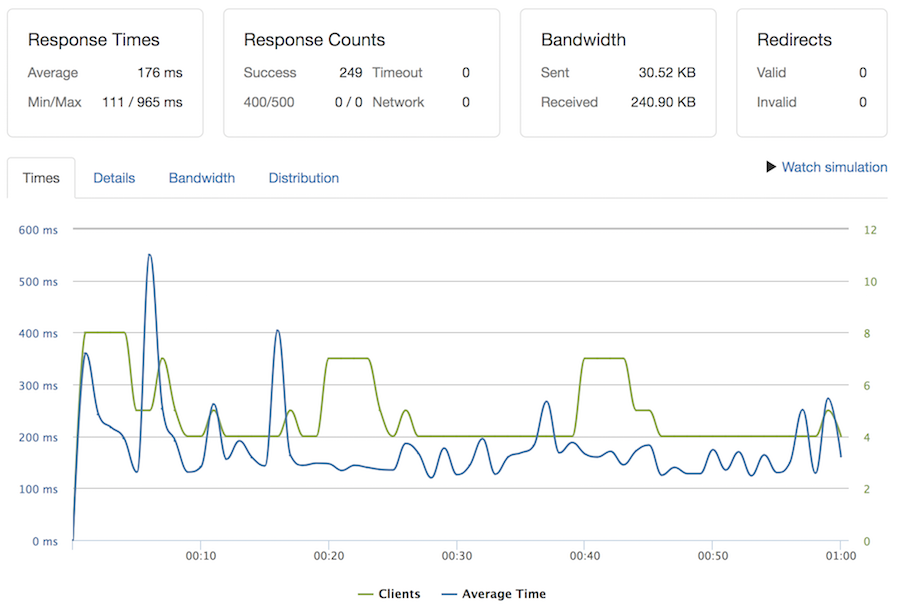 Response Times
Average 176 ms
Min/Max 111 / 965 ms
Response Counts
Success 249 Timeout 0
400/500 0 / 0 Network 0
Bandwidth
Sent 30.52 KB
Received 240.90 KB
Redirects
Valid 0
Invalid 0
Times Details Bandwidth Distribution
Watch simulation
600 ms 12
500 ms 10
400 ms 8
300 ms 6
200 ms 4
100 ms 2
0 ms 0
00:10 00:20 00:30 00:40 00:50 01:00
Clients Average Time